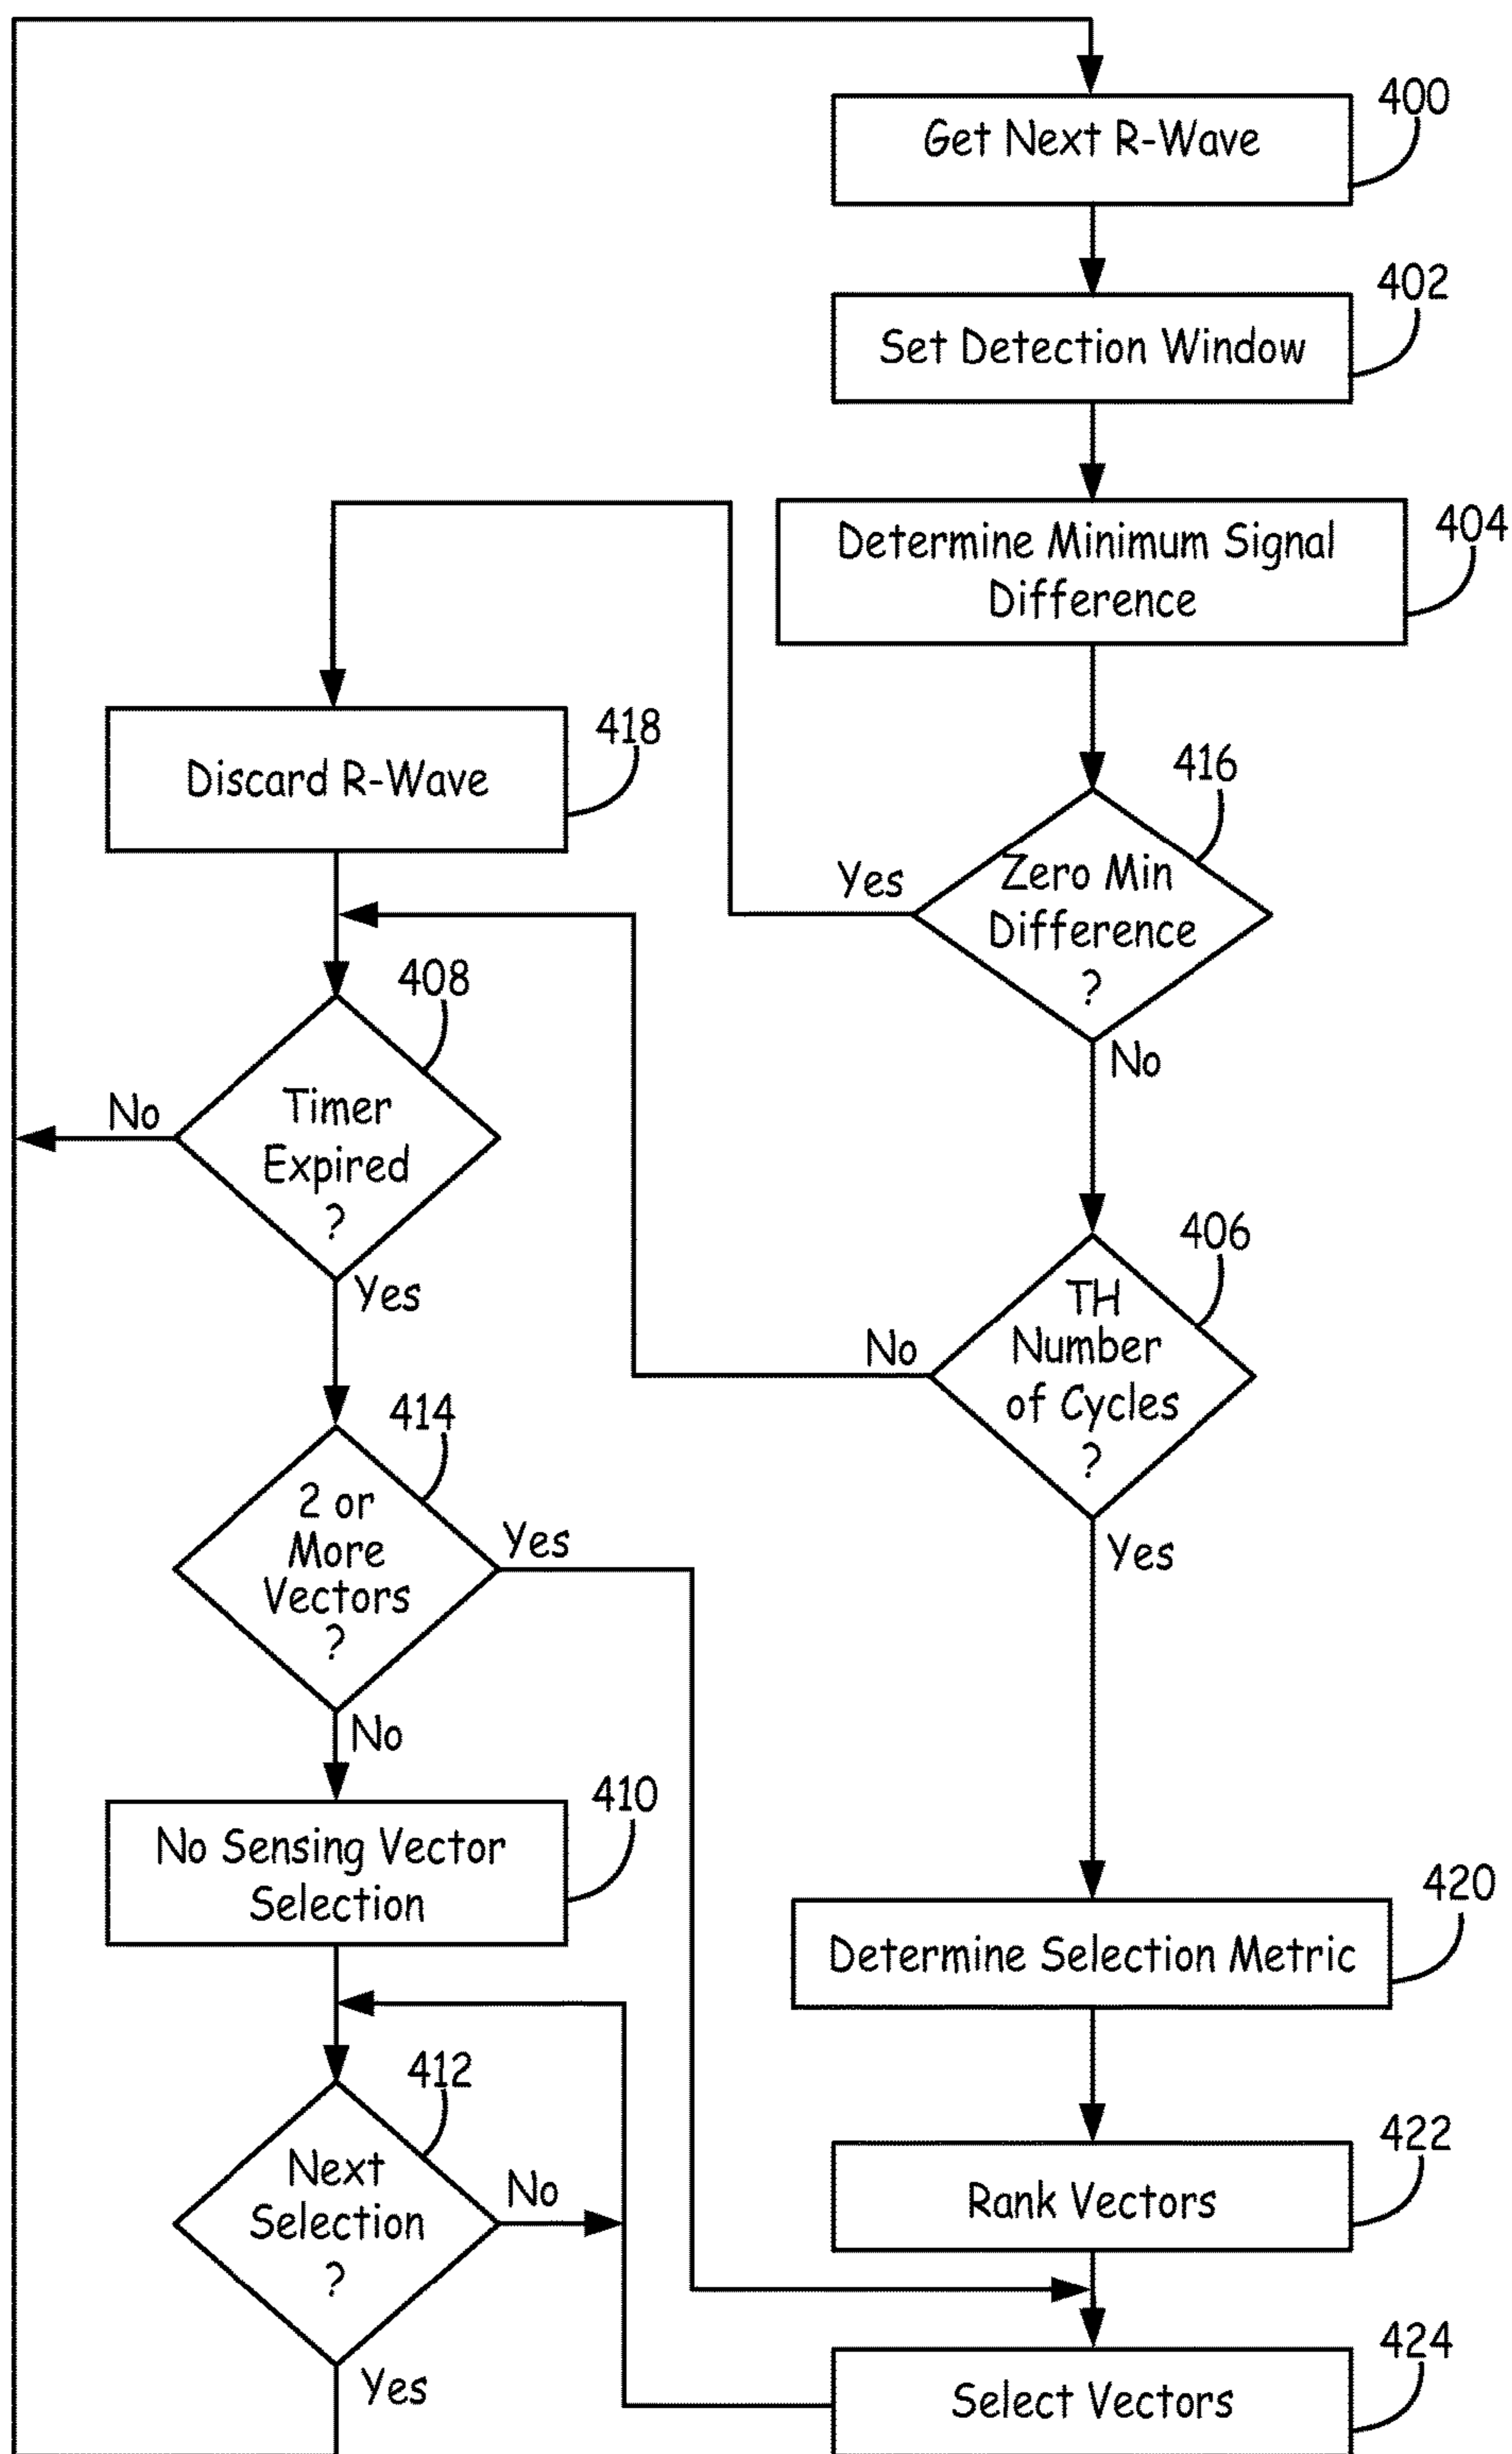 400
Get Next R-Wave
402
Set Detection Window
404
Determine Minimum Signal
Difference
418
Discard R-Wave
416
Yes
Zero Min
Difference
?
No
408
No
Timer
Expired
?
Yes
406
No
TH
Number
of Cycles
?
Yes
414
2 or
More
Vectors
?
Yes
No
410
No Sensing Vector
Selection
420
Determine Selection Metric
412
Next
Selection
?
No
Yes
422
Rank Vectors
424
Select Vectors